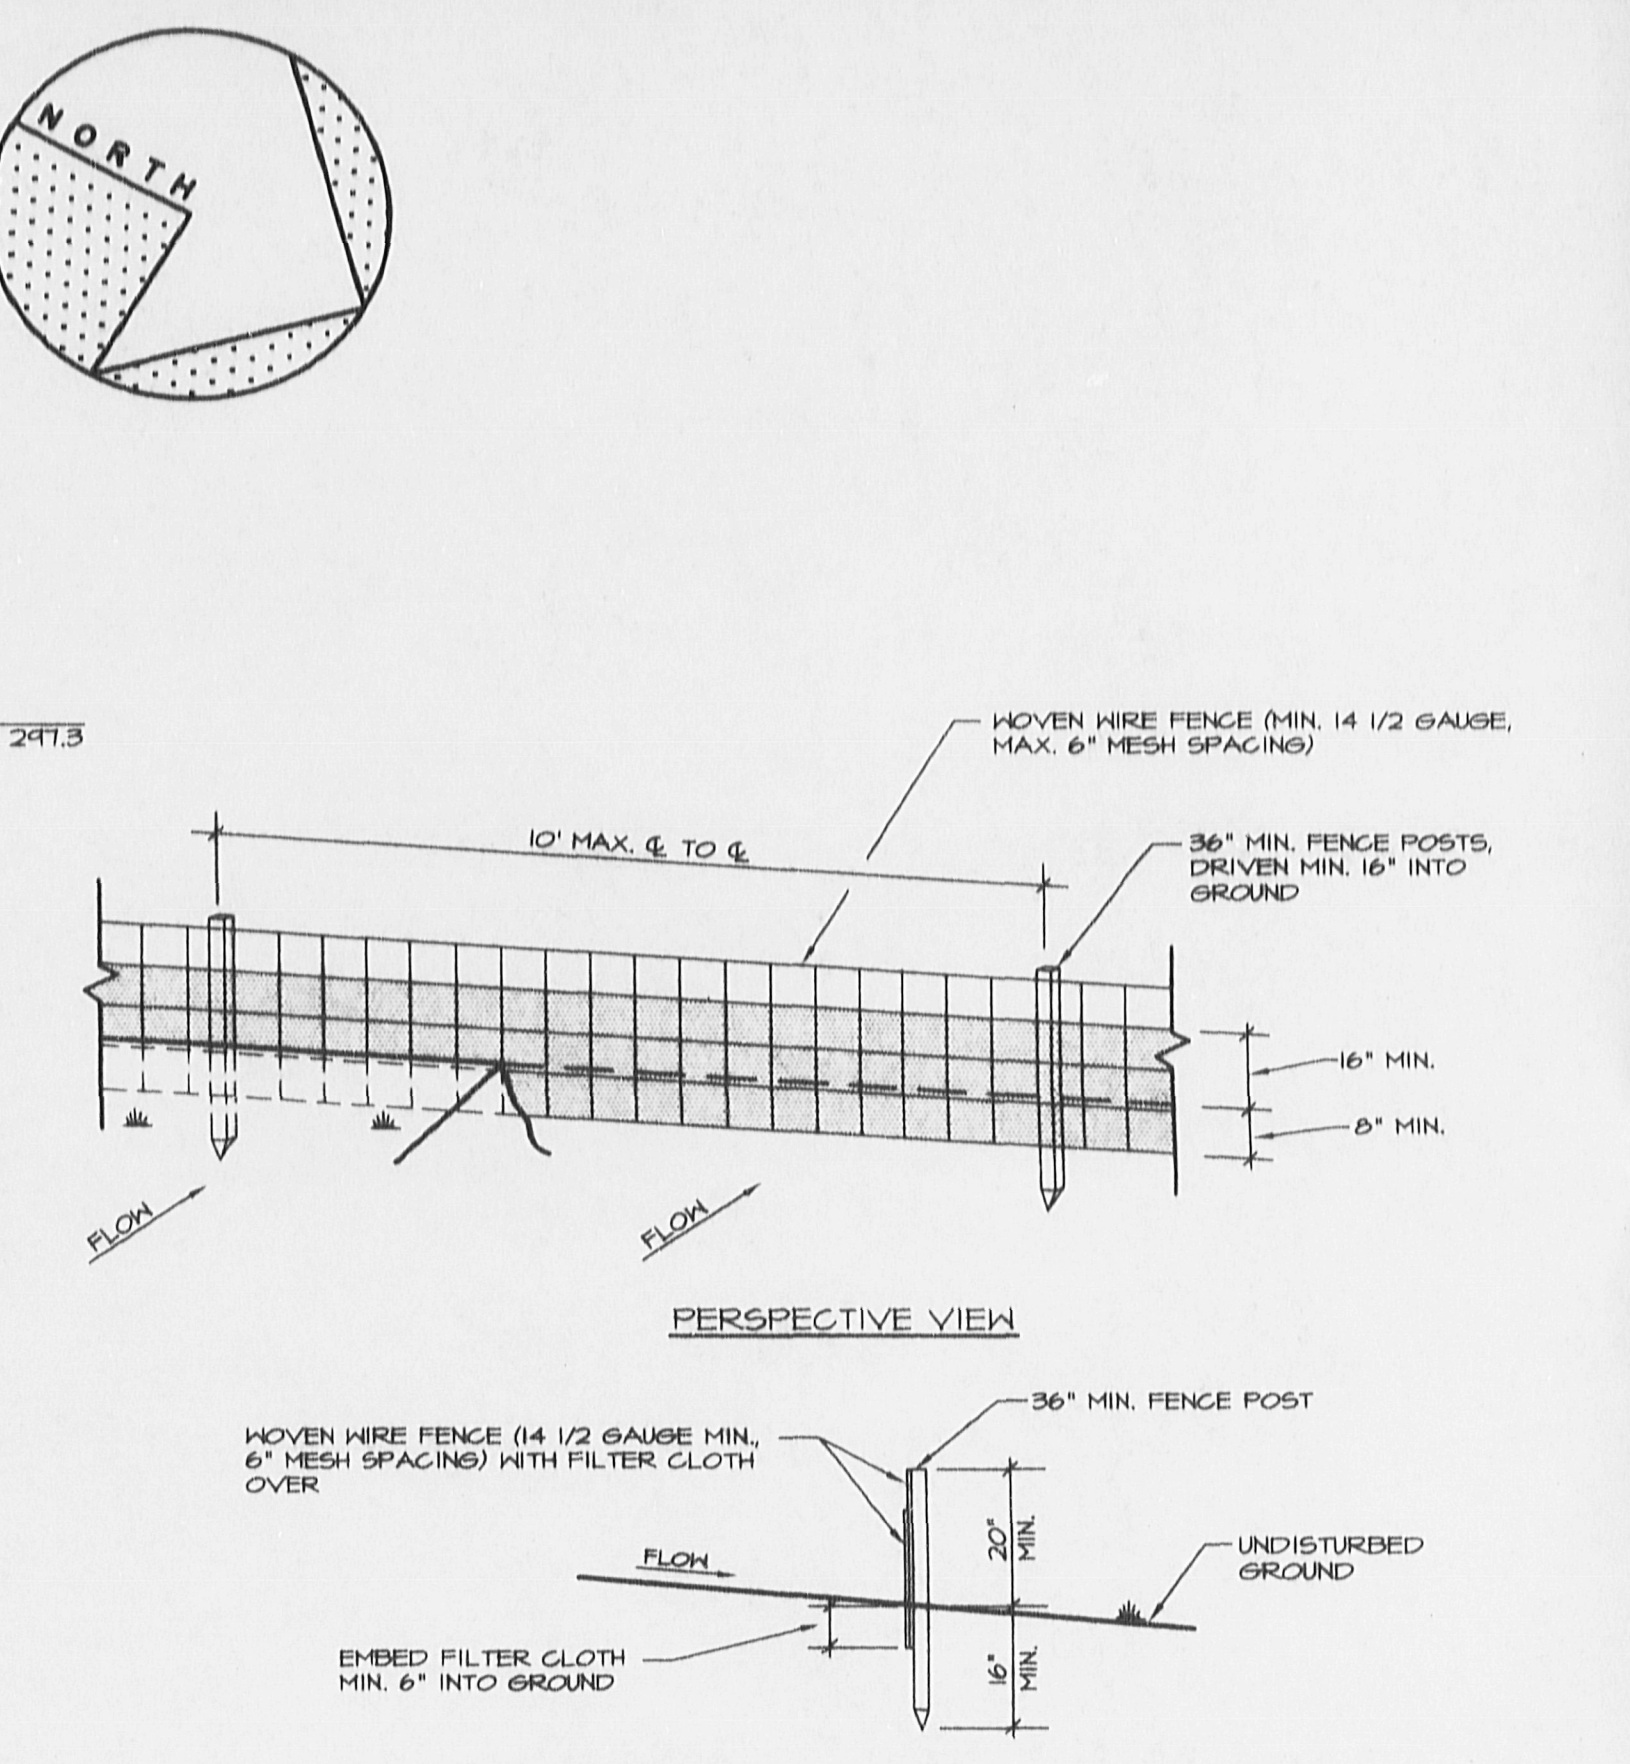 NORTH
297.3
WOVEN WIRE FENCE (MIN. 14 1/2 GAUGE,
MAX. 6" MESH SPACING)
10' MAX. ℄ TO ℄
36" MIN. FENCE POSTS,
DRIVEN MIN. 16" INTO
GROUND
16" MIN.
8" MIN.
FLOW
FLOW
PERSPECTIVE VIEW
36" MIN. FENCE POST
WOVEN WIRE FENCE (14 1/2 GAUGE MIN.,
6" MESH SPACING) WITH FILTER CLOTH
OVER
20"
MIN.
FLOW
UNDISTURBED
GROUND
EMBED FILTER CLOTH
MIN. 6" INTO GROUND
16"
MIN.